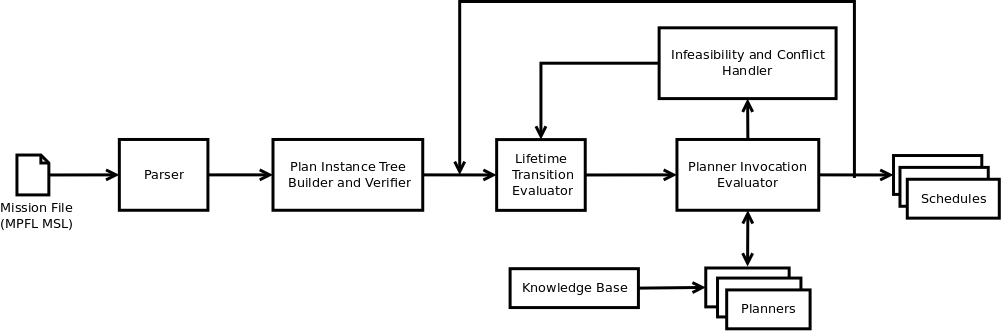 Infeasibility and Conflict
Handler
Mission File
(MPFL MSL)
Parser
Plan Instance Tree
Builder and Verifier
Lifetime
Transition
Evaluator
Planner Invocation
Evaluator
Schedules
Knowledge Base
Planners